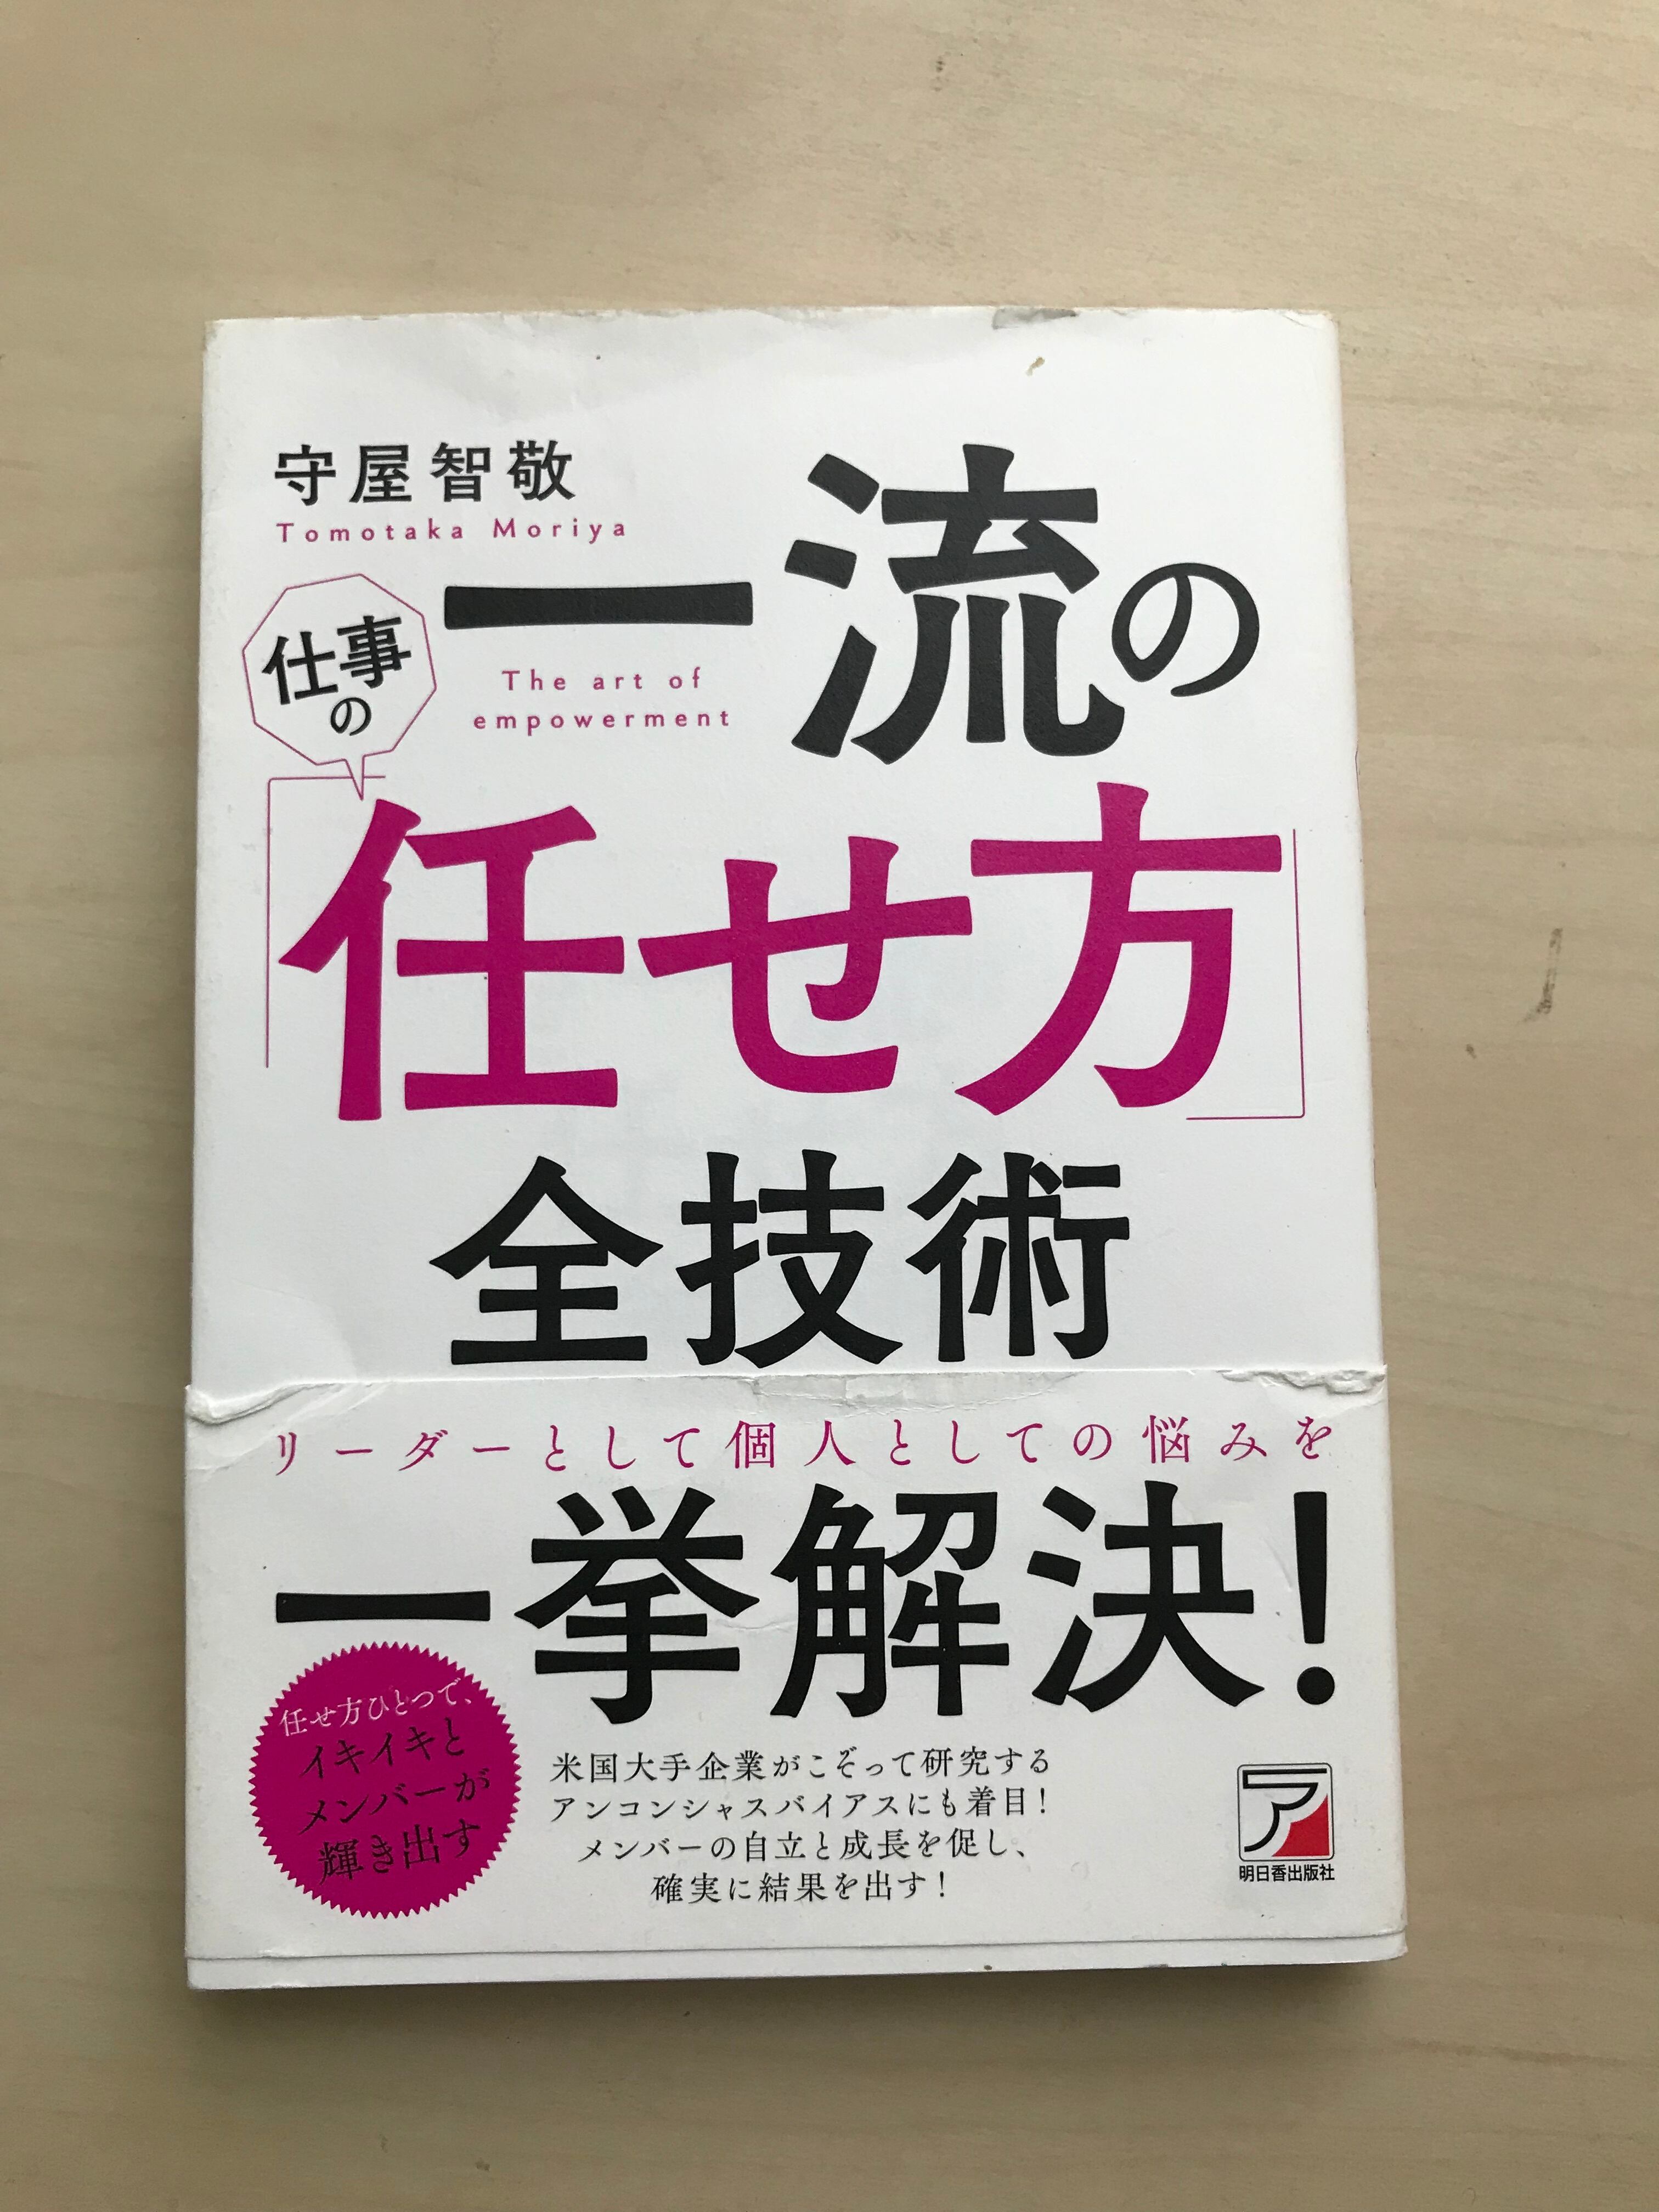 守屋智敬
Tomotaka Moriya
一流の
The art of
empowerment
仕事
の
「任せ方」
全技術
リーダーとして個人としての悩みを
一挙解決!
任せ方ひとつで、
イキイキと
メンバーが
輝き出す
米国大手企業がこぞって研究する
アンコンシャスバイアスにも着目!
メンバーの自立と成長を促し、
確実に結果を出す!
ア
明日香出版社